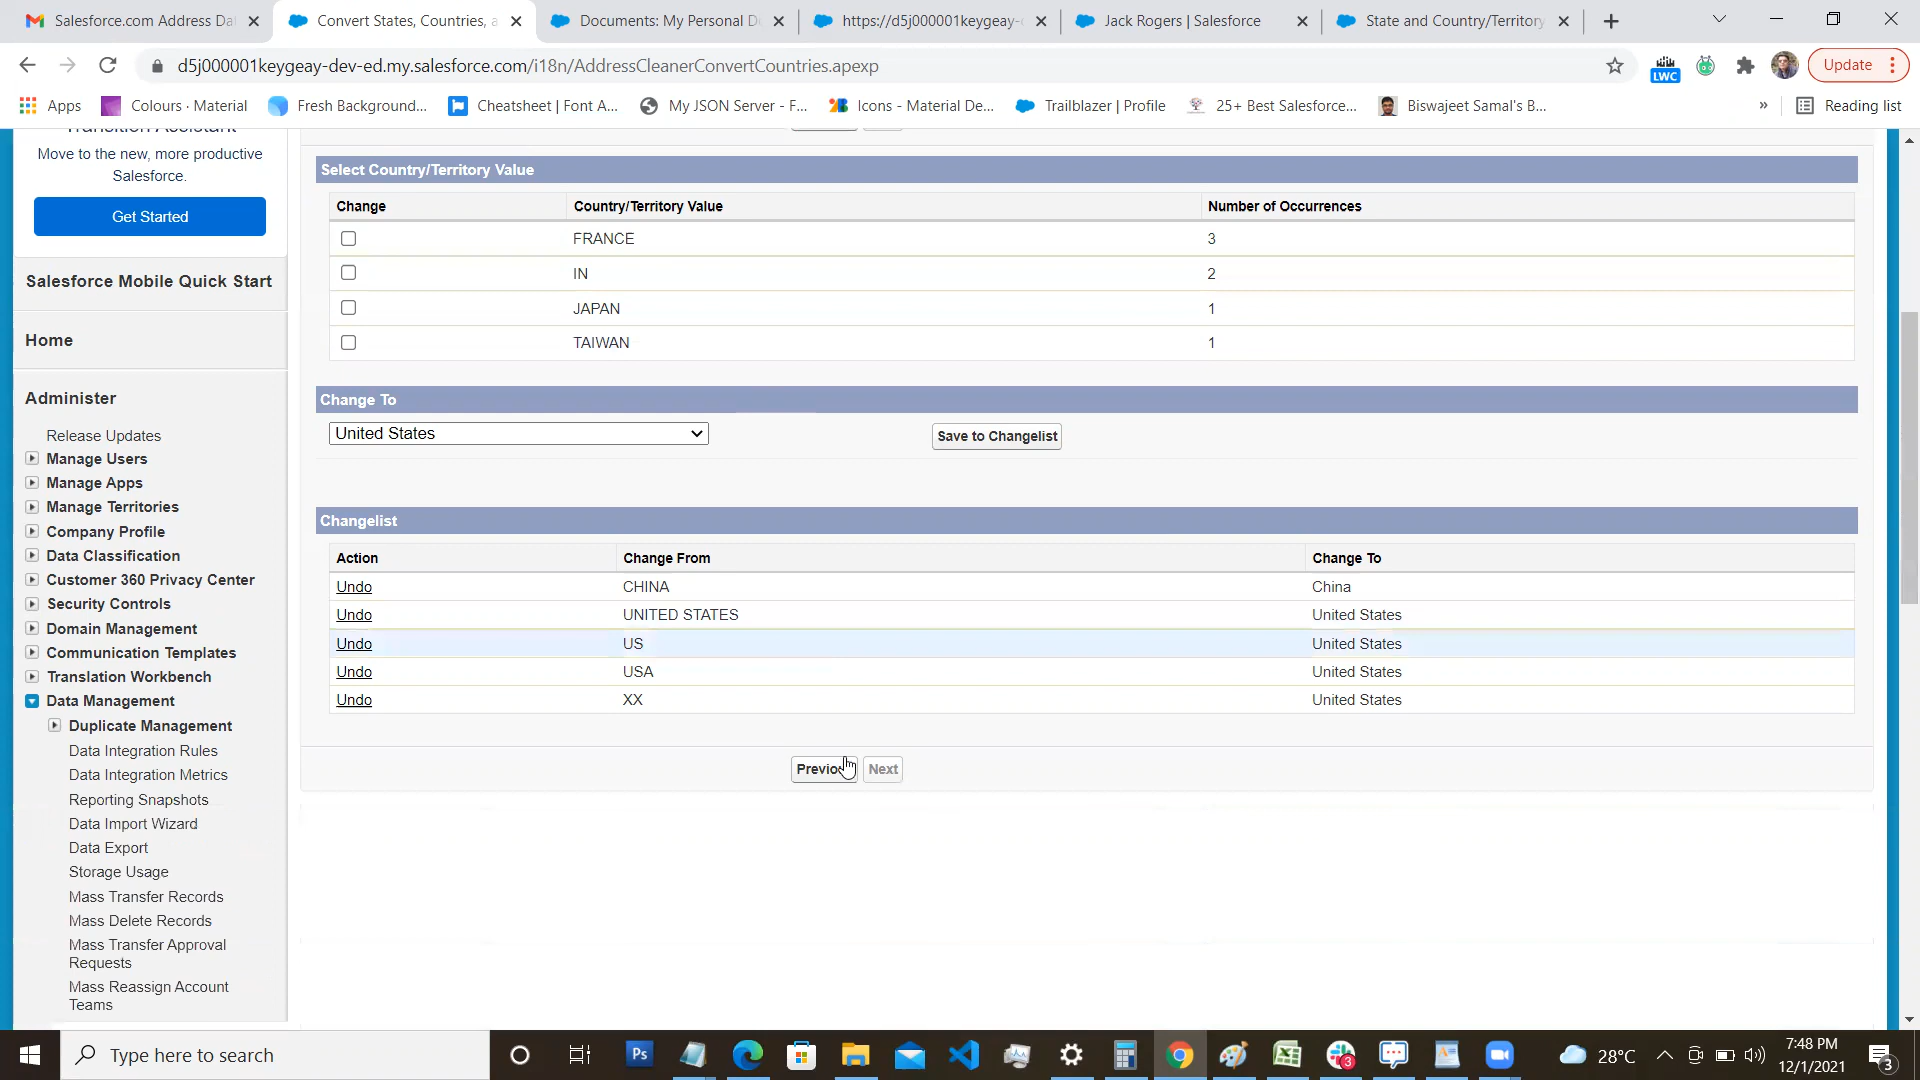 Salesforce.com Address Da
Convert States, Countries, a
Documents: My Personal D
https://d5j000001keygeay-
Jack Rogers | Salesforce
State and Country/Territory
d5j000001keygeay-dev-ed.my.salesforce.com/i18n/AddressCleanerConvertCountries.apexp
LWC
Update
Apps
Colours · Material
Fresh Background...
Cheatsheet | Font A...
My JSON Server - F...
Icons - Material De...
Trailblazer | Profile
25+ Best Salesforce...
Biswajeet Samal's B...
»
Reading list
Transition Assistant
Move to the new, more productive
Salesforce.
Get Started
Salesforce Mobile Quick Start
Home
Administer
Release Updates
Manage Users
Manage Apps
Manage Territories
Company Profile
Data Classification
Customer 360 Privacy Center
Security Controls
Domain Management
Communication Templates
Translation Workbench
Data Management
Duplicate Management
Data Integration Rules
Data Integration Metrics
Reporting Snapshots
Data Import Wizard
Data Export
Storage Usage
Mass Transfer Records
Mass Delete Records
Mass Transfer Approval
Requests
Mass Reassign Account
Teams
Select Country/Territory Value
Change Country/Territory Value Number of Occurrences
FRANCE 3
IN 2
JAPAN 1
TAIWAN 1
Change To
United States
Save to Changelist
Changelist
Action Change From Change To
Undo CHINA China
Undo UNITED STATES United States
Undo US United States
Undo USA United States
Undo XX United States
Previo
Next
Type here to search
Ps
3
28°C
7:48 PM
12/1/2021
3